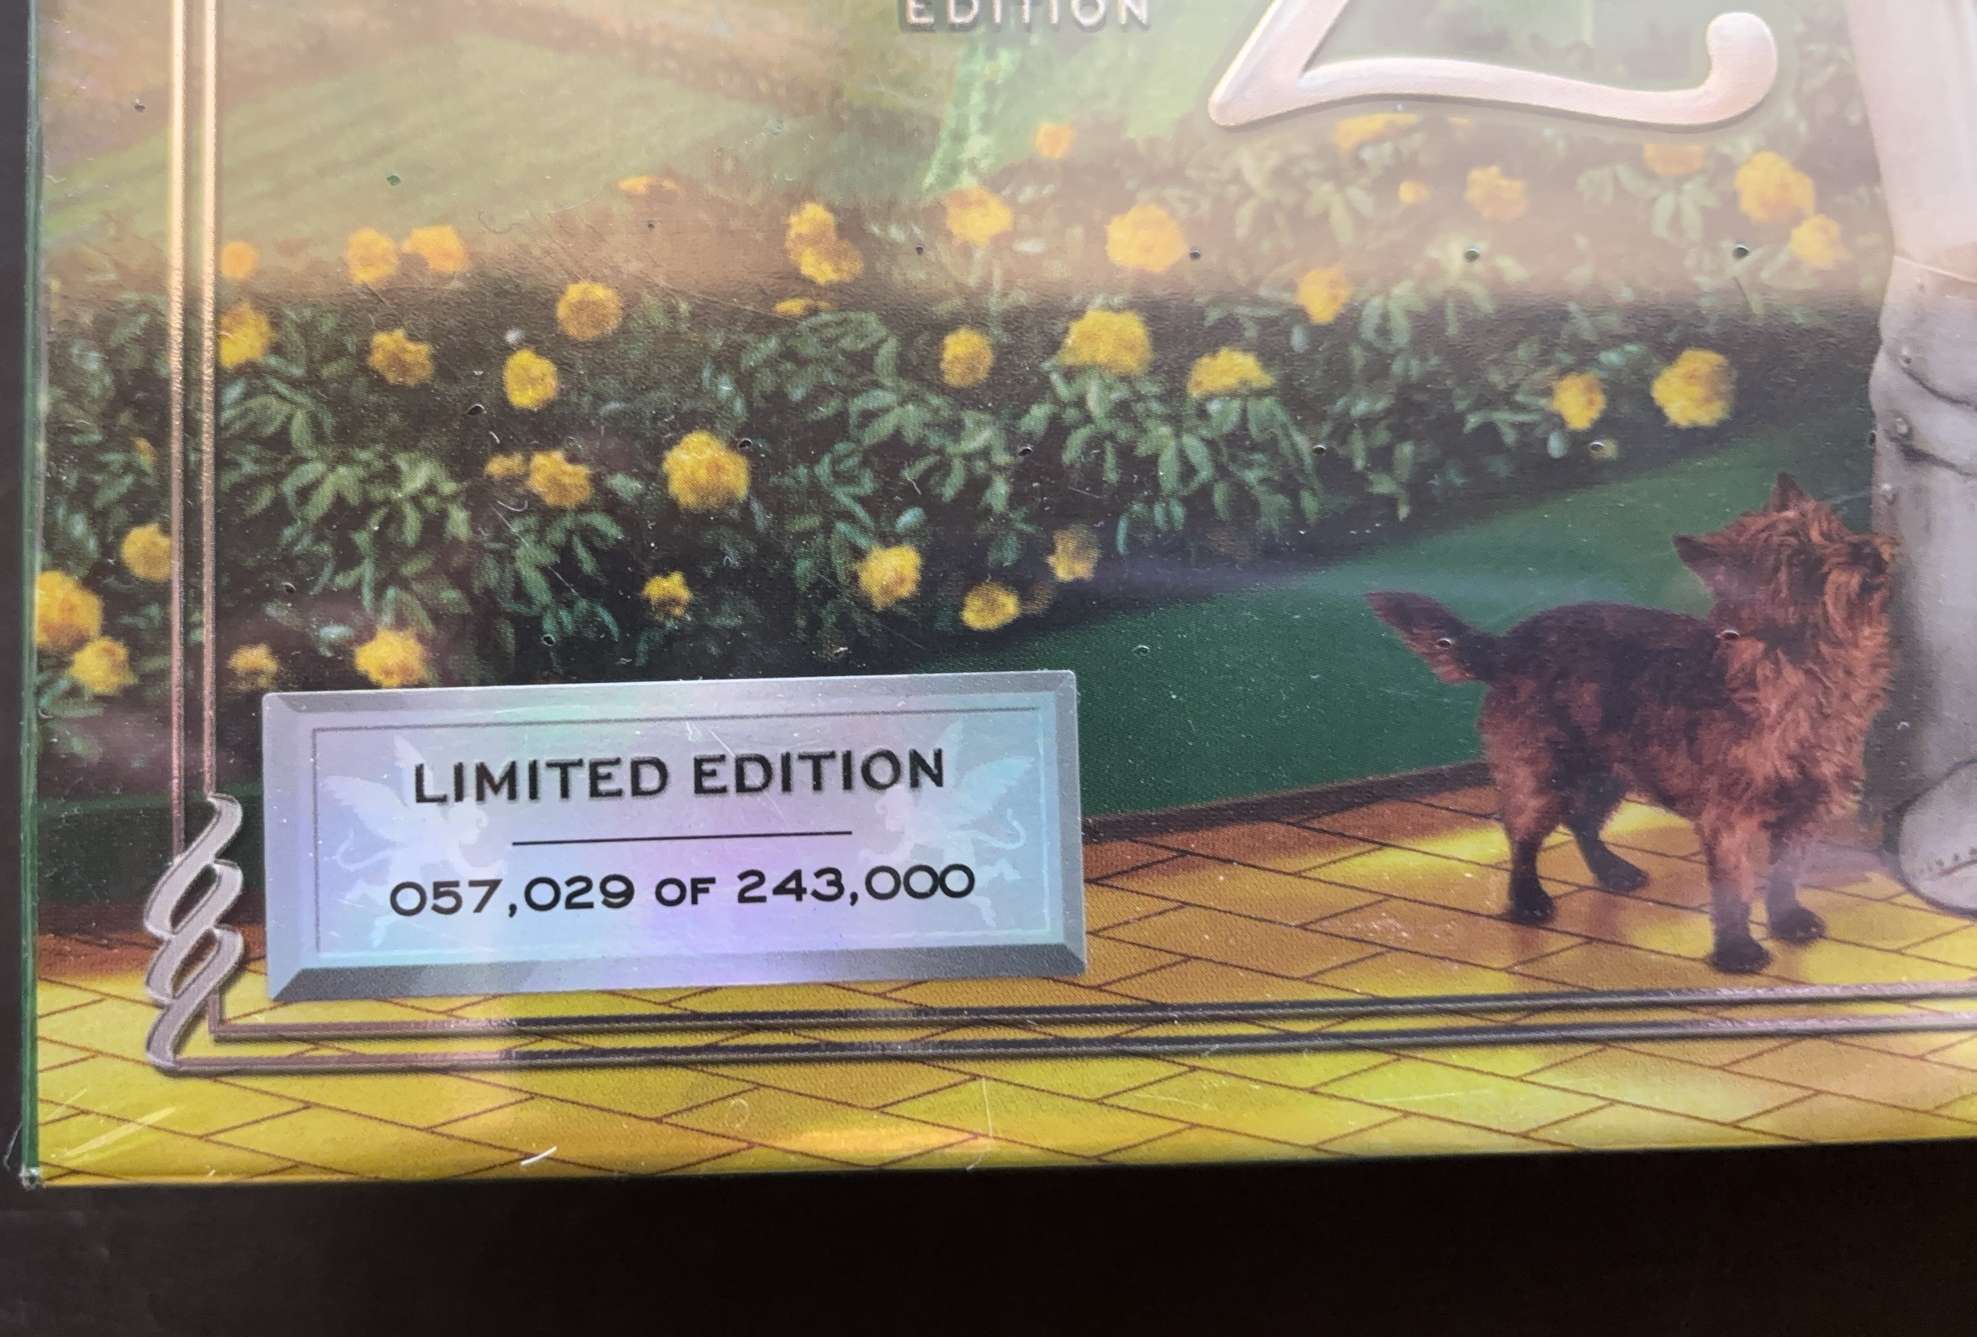 EDITION
Z
LIMITED EDITION
057,029 OF 243,000